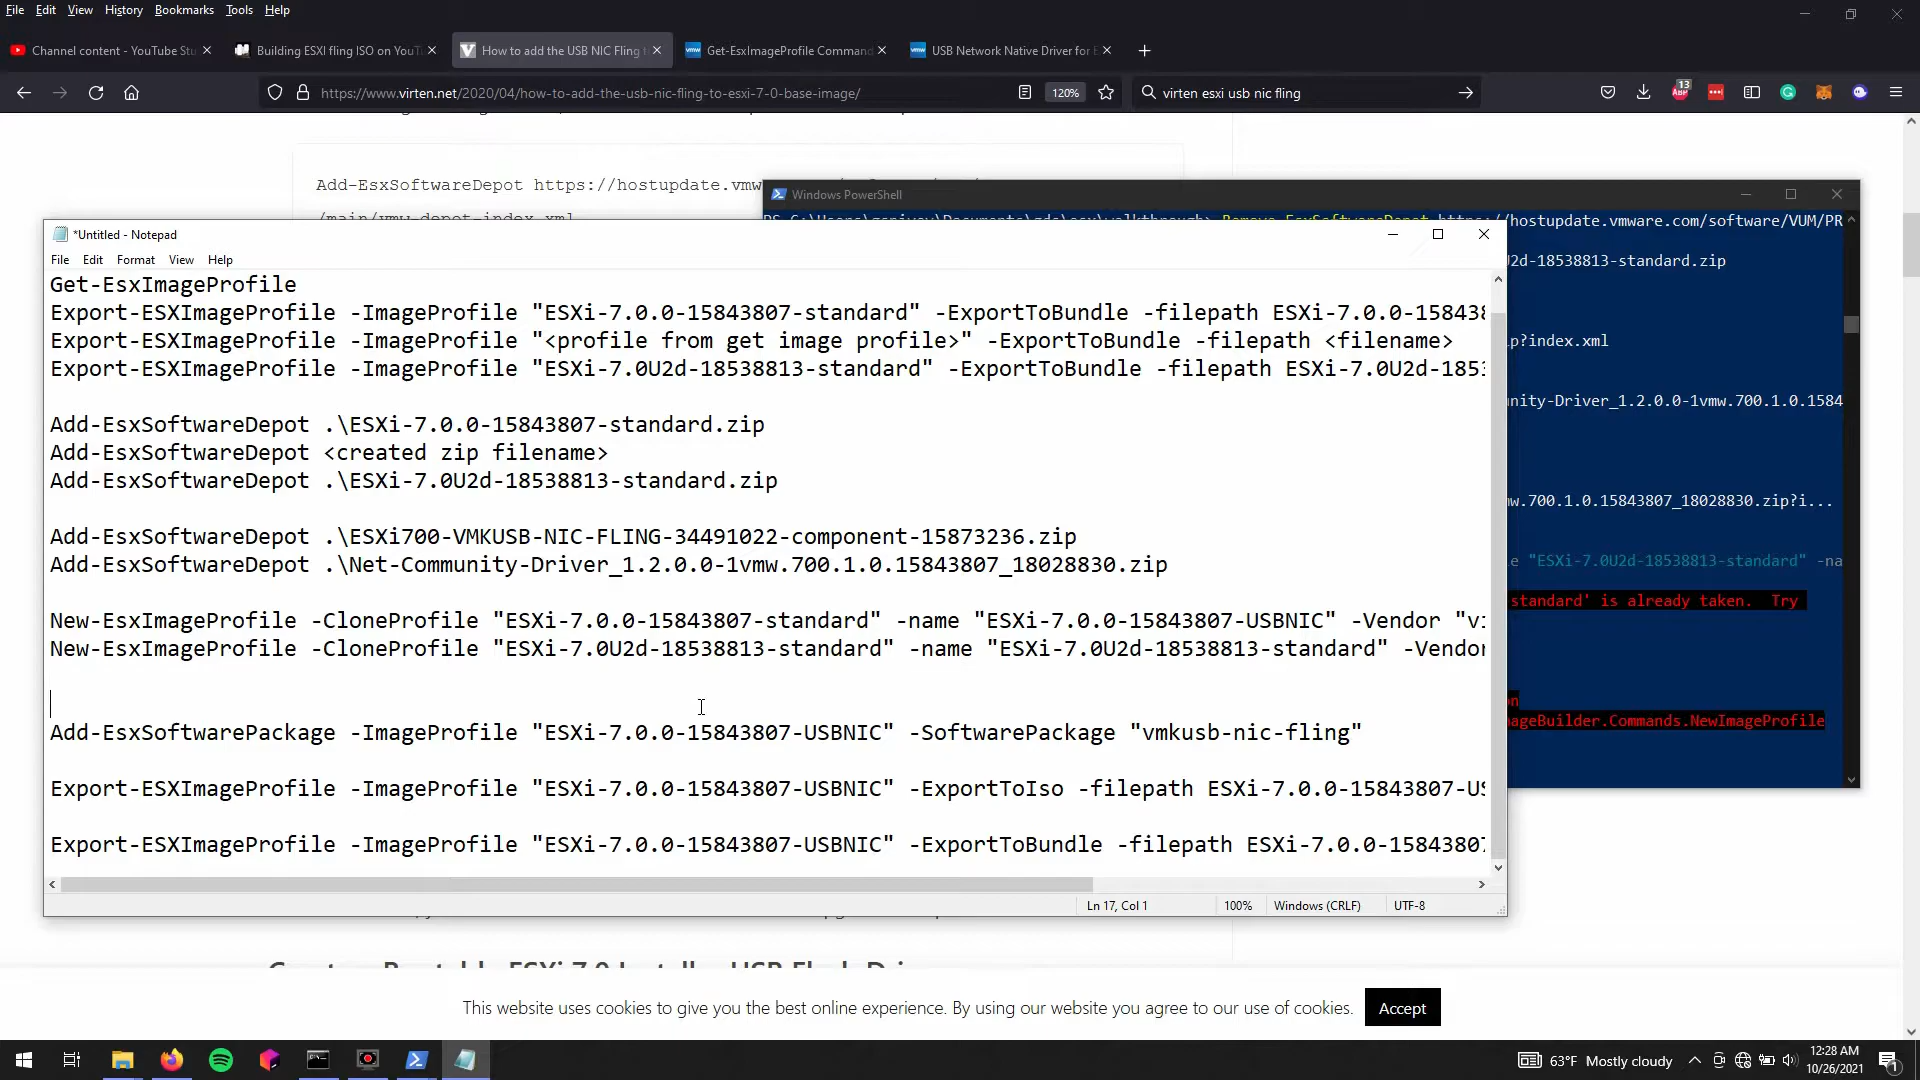 File Edit View History Bookmarks Tools Help
Channel content - YouTube Stu
Building ESXI fling ISO on YouT
How to add the USB NIC Fling t
Get-EsxImageProfile Command
USB Network Native Driver for E
https://www.virten.net/2020/04/how-to-add-the-usb-nic-fling-to-esxi-7-0-base-image/
120%
virten esxi usb nic fling
13
Add-EsxSoftwareDepot https://hostupdate.vmw
/main/vmw-depot-index.xml
Windows PowerShell
/hostupdate.vmware.com/software/VUM/PR
J2d-18538813-standard.zip
p?index.xml
nity-Driver_1.2.0.0-1vmw.700.1.0.1584
w.700.1.0.15843807_18028830.zip?i...
e "ESXi-7.0U2d-18538813-standard" -na
standard' is already taken. Try
on
ageBuilder.Commands.NewImageProfile
*Untitled - Notepad
File Edit Format View Help
Get-EsxImageProfile
Export-ESXImageProfile -ImageProfile "ESXi-7.0.0-15843807-standard" -ExportToBundle -filepath ESXi-7.0.0-158438
Export-ESXImageProfile -ImageProfile "<profile from get image profile>" -ExportToBundle -filepath <filename>
Export-ESXImageProfile -ImageProfile "ESXi-7.0U2d-18538813-standard" -ExportToBundle -filepath ESXi-7.0U2d-1853
Add-EsxSoftwareDepot .\ESXi-7.0.0-15843807-standard.zip
Add-EsxSoftwareDepot <created zip filename>
Add-EsxSoftwareDepot .\ESXi-7.0U2d-18538813-standard.zip
Add-EsxSoftwareDepot .\ESXi700-VMKUSB-NIC-FLING-34491022-component-15873236.zip
Add-EsxSoftwareDepot .\Net-Community-Driver_1.2.0.0-1vmw.700.1.0.15843807_18028830.zip
New-EsxImageProfile -CloneProfile "ESXi-7.0.0-15843807-standard" -name "ESXi-7.0.0-15843807-USBNIC" -Vendor "vi
New-EsxImageProfile -CloneProfile "ESXi-7.0U2d-18538813-standard" -name "ESXi-7.0U2d-18538813-standard" -Vendor
Add-EsxSoftwarePackage -ImageProfile "ESXi-7.0.0-15843807-USBNIC" -SoftwarePackage "vmkusb-nic-fling"
Export-ESXImageProfile -ImageProfile "ESXi-7.0.0-15843807-USBNIC" -ExportToIso -filepath ESXi-7.0.0-15843807-US
Export-ESXImageProfile -ImageProfile "ESXi-7.0.0-15843807-USBNIC" -ExportToBundle -filepath ESXi-7.0.0-1584380
Ln 17, Col 1 100% Windows (CRLF) UTF-8
This website uses cookies to give you the best online experience. By using our website you agree to our use of cookies.
Accept
63°F Mostly cloudy
12:28 AM
10/26/2021
1